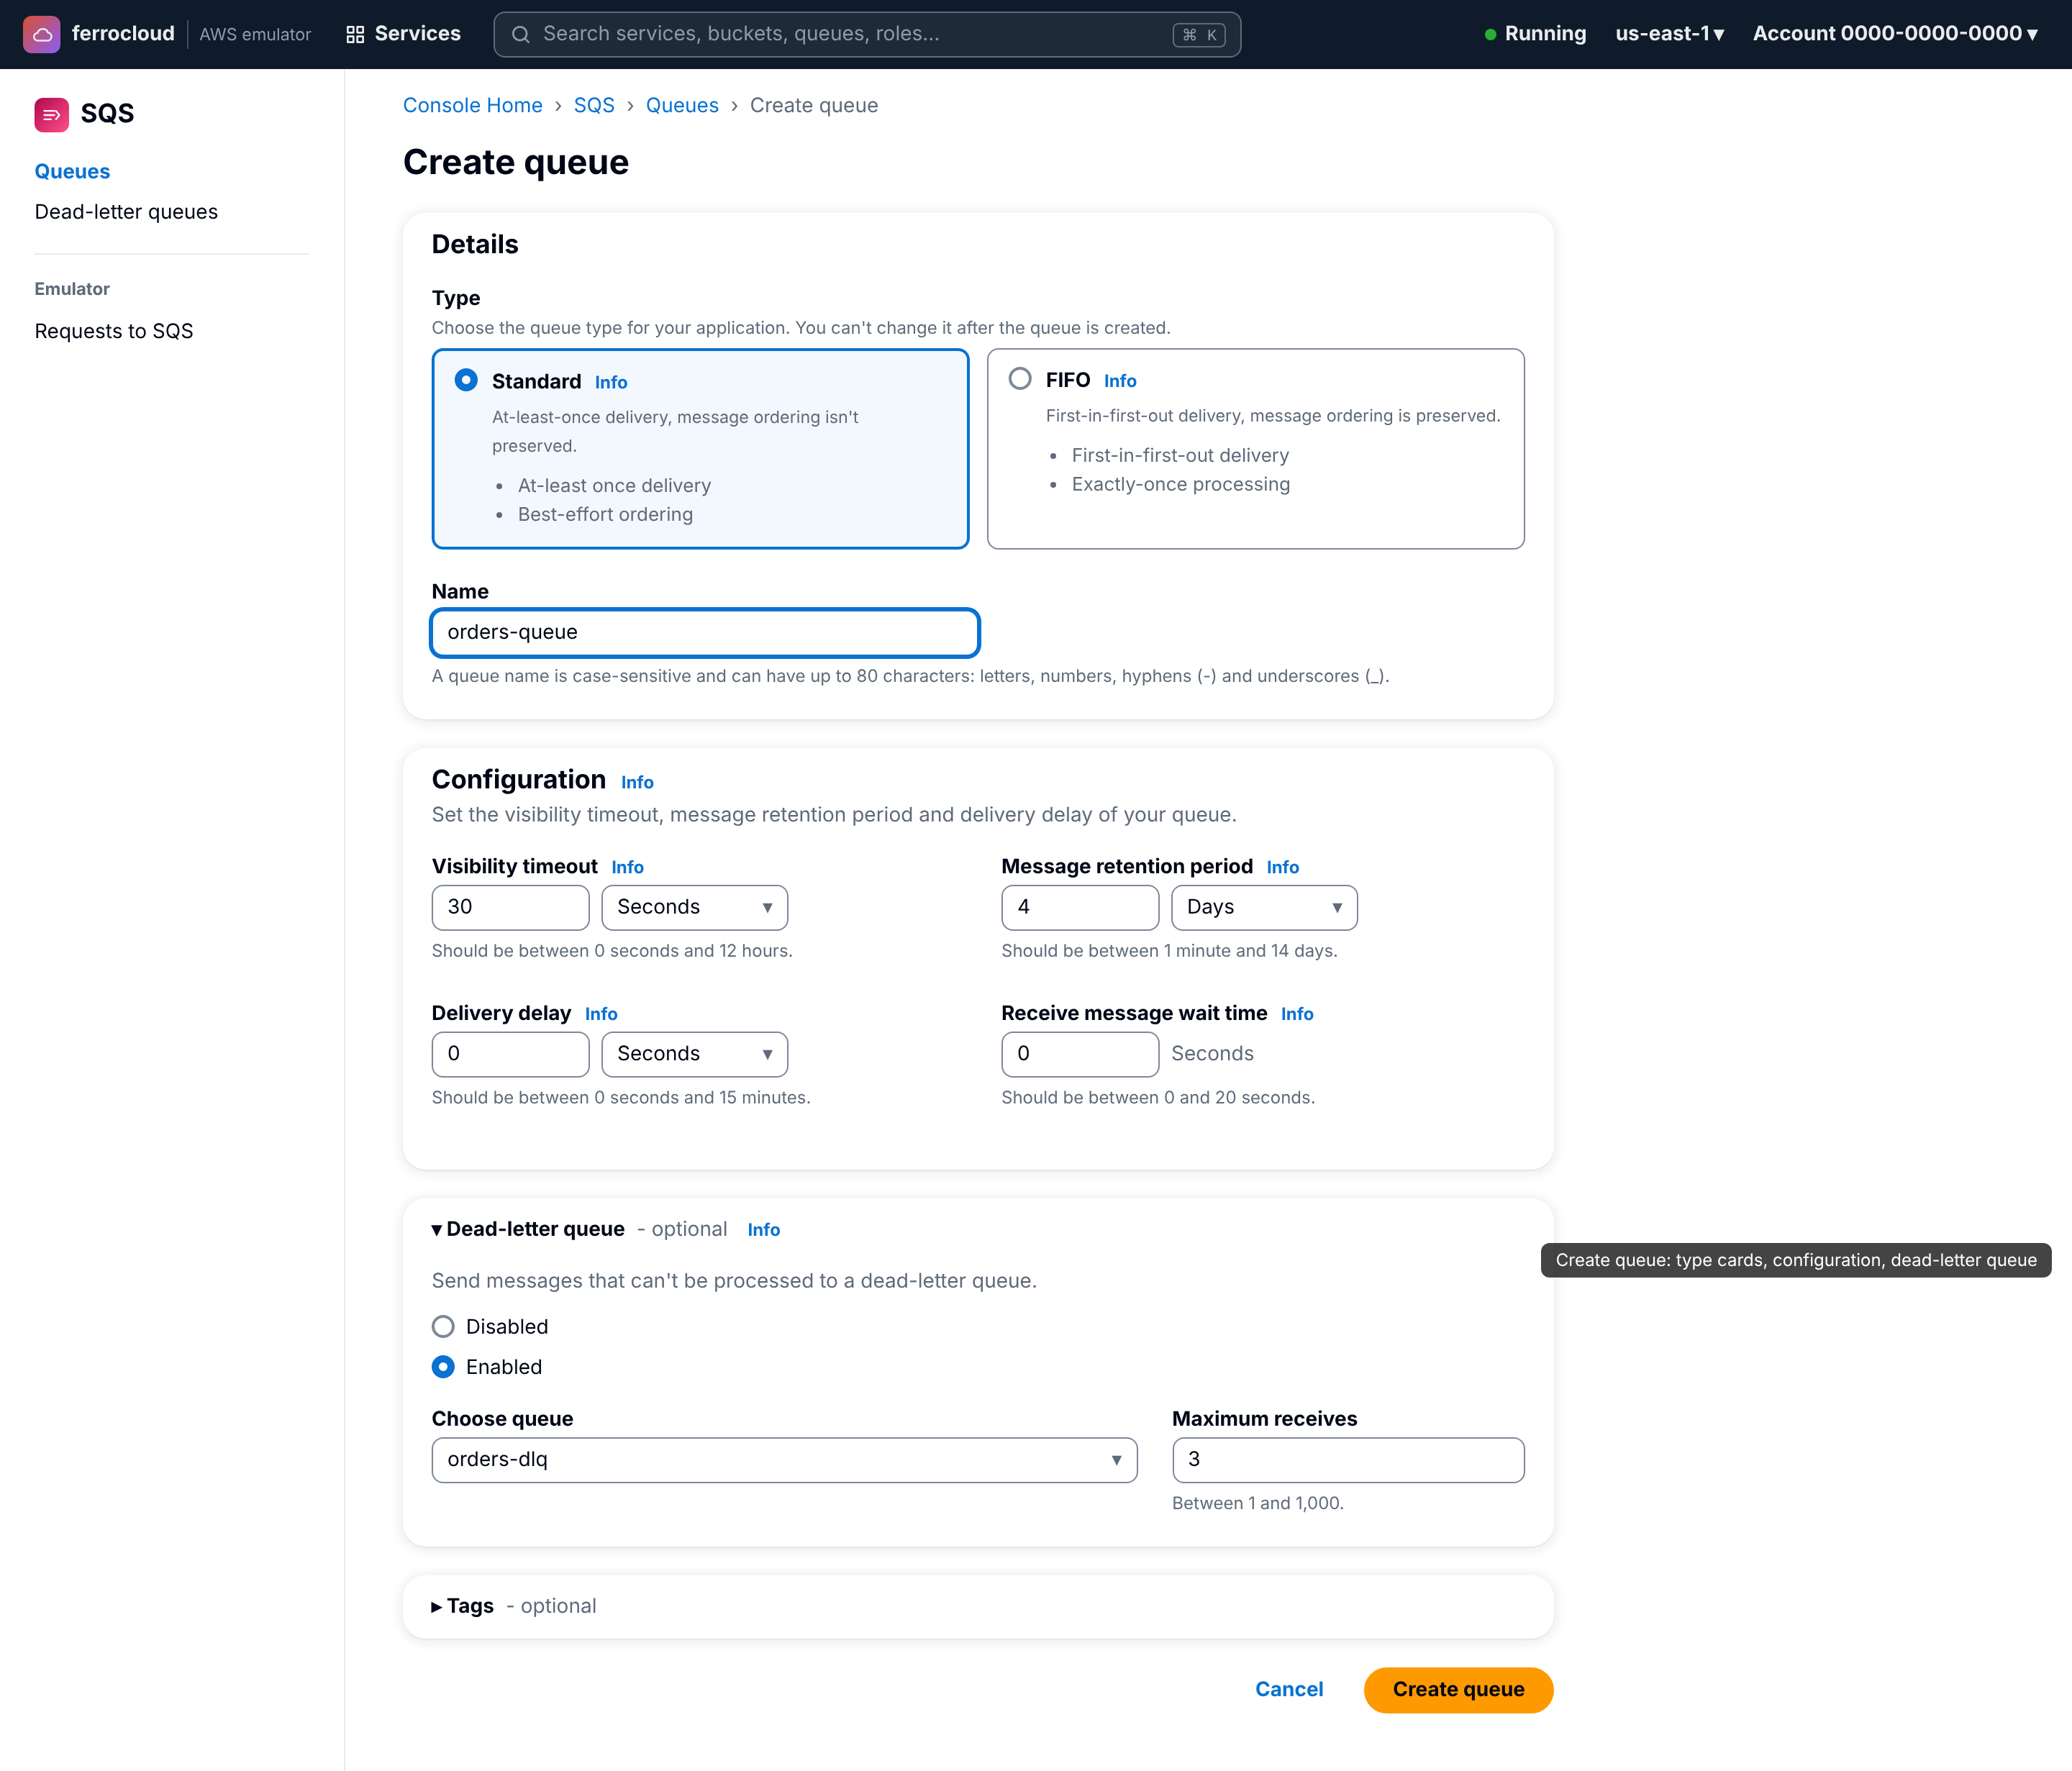 ferrocloud AWS emulator Services Search services, buckets, queues, roles... ⌘ K Running us-east-1 ▾ Account 0000-0000-0000 ▾
SQS
Queues
Dead-letter queues
Emulator
Requests to SQS
Console Home › SQS › Queues › Create queue
Create queue
Details
Type
Choose the queue type for your application. You can't change it after the queue is created.
Standard Info
At-least-once delivery, message ordering isn't
preserved.
• At-least once delivery
• Best-effort ordering
FIFO Info
First-in-first-out delivery, message ordering is preserved.
• First-in-first-out delivery
• Exactly-once processing
Name
orders-queue
A queue name is case-sensitive and can have up to 80 characters: letters, numbers, hyphens (-) and underscores (_).
Configuration Info
Set the visibility timeout, message retention period and delivery delay of your queue.
Visibility timeout Info
30 Seconds ▾
Should be between 0 seconds and 12 hours.
Message retention period Info
4 Days ▾
Should be between 1 minute and 14 days.
Delivery delay Info
0 Seconds ▾
Should be between 0 seconds and 15 minutes.
Receive message wait time Info
0 Seconds
Should be between 0 and 20 seconds.
▾ Dead-letter queue - optional Info
Create queue: type cards, configuration, dead-letter queue
Send messages that can't be processed to a dead-letter queue.
Disabled
Enabled
Choose queue
orders-dlq ▾
Maximum receives
3
Between 1 and 1,000.
▸ Tags - optional
Cancel Create queue